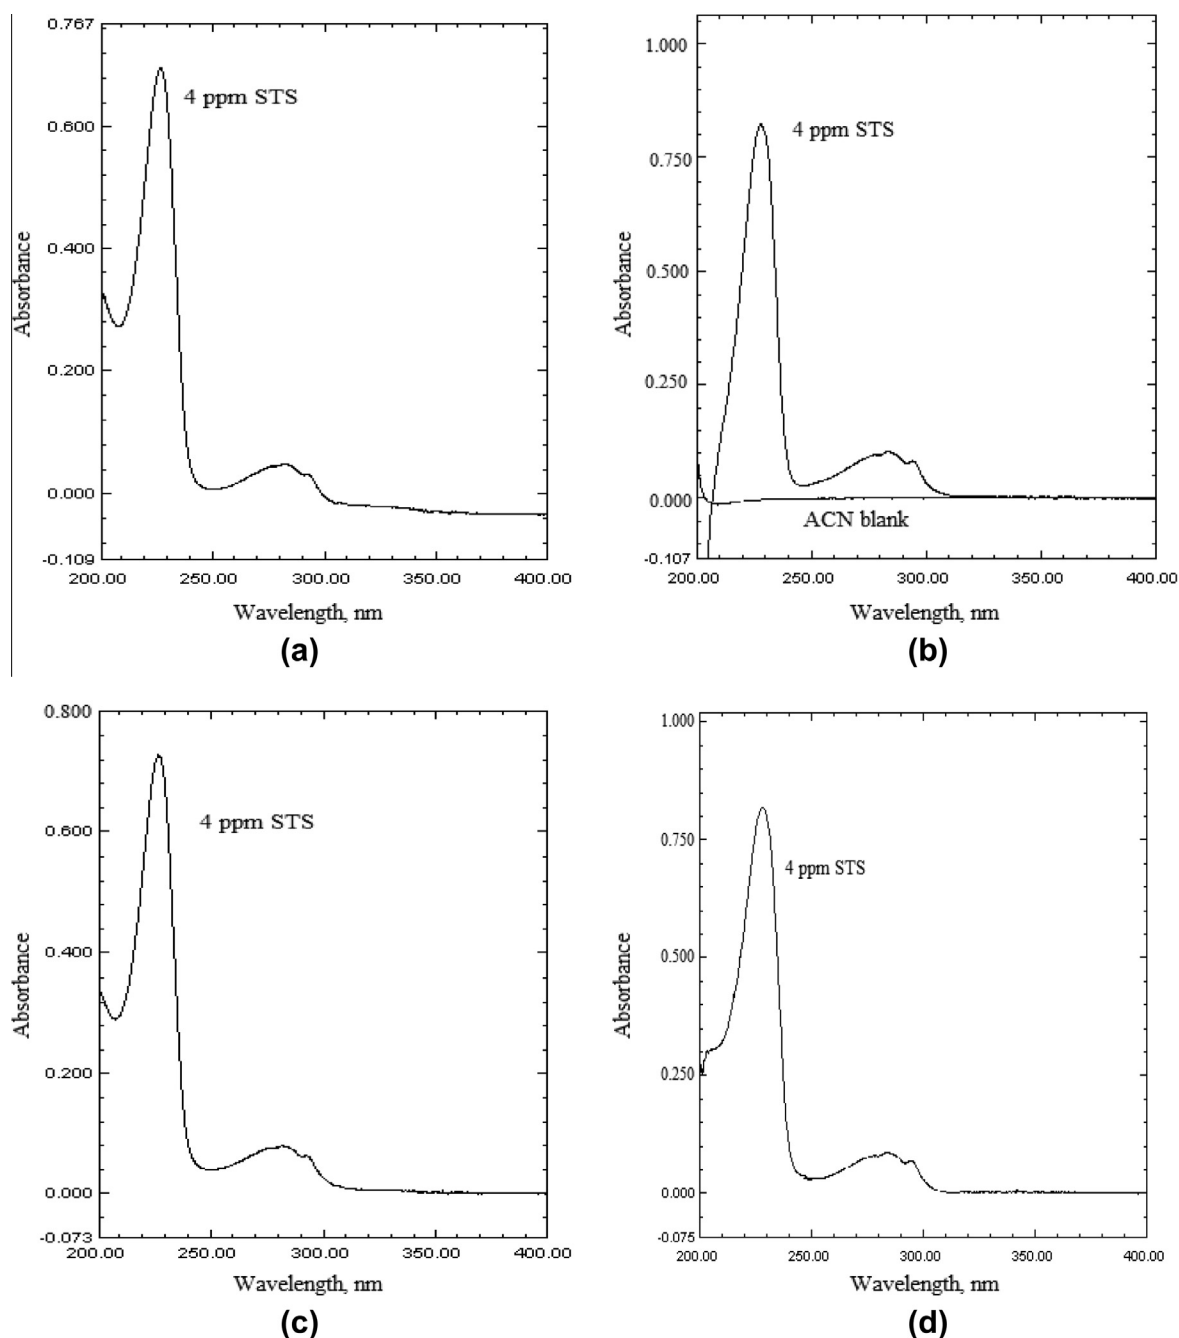 0.767
0.600
0.400
0.200
0.000
-0.109
Absorbance
4 ppm STS
200.00 250.00 300.00 350.00 400.00
Wavelength, nm
(a)
1.000
0.750
0.500
0.250
0.000
-0.107
Absorbance
4 ppm STS
ACN blank
200.00 250.00 300.00 350.00 400.00
Wavelength, nm
(b)
0.800
0.600
0.400
0.200
0.000
-0.073
Absorbance
4 ppm STS
200.00 250.00 300.00 350.00 400.00
Wavelength, nm
(c)
1.000
0.750
0.500
0.250
0.000
-0.075
Absorbance
4 ppm STS
200.00 250.00 300.00 350.00 400.00
Wavelength, nm
(d)